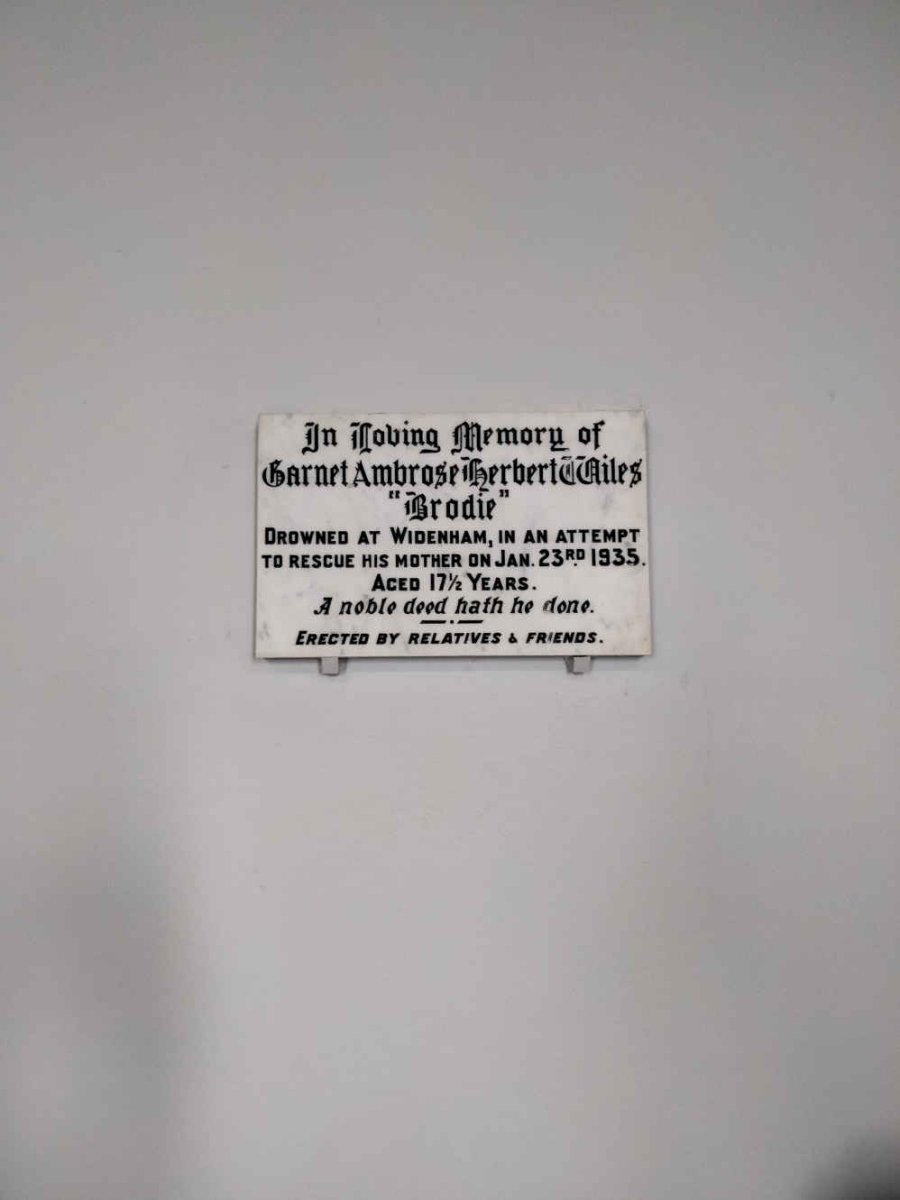 In Loving Memory of
Garnet Ambrose Herbert Wiles
"Brodie"
DROWNED AT WIDENHAM, IN AN ATTEMPT
TO RESCUE HIS MOTHER ON JAN. 23RD 1935.
AGED 17½ YEARS.
A noble deed hath he done.
ERECTED BY RELATIVES & FRIENDS.